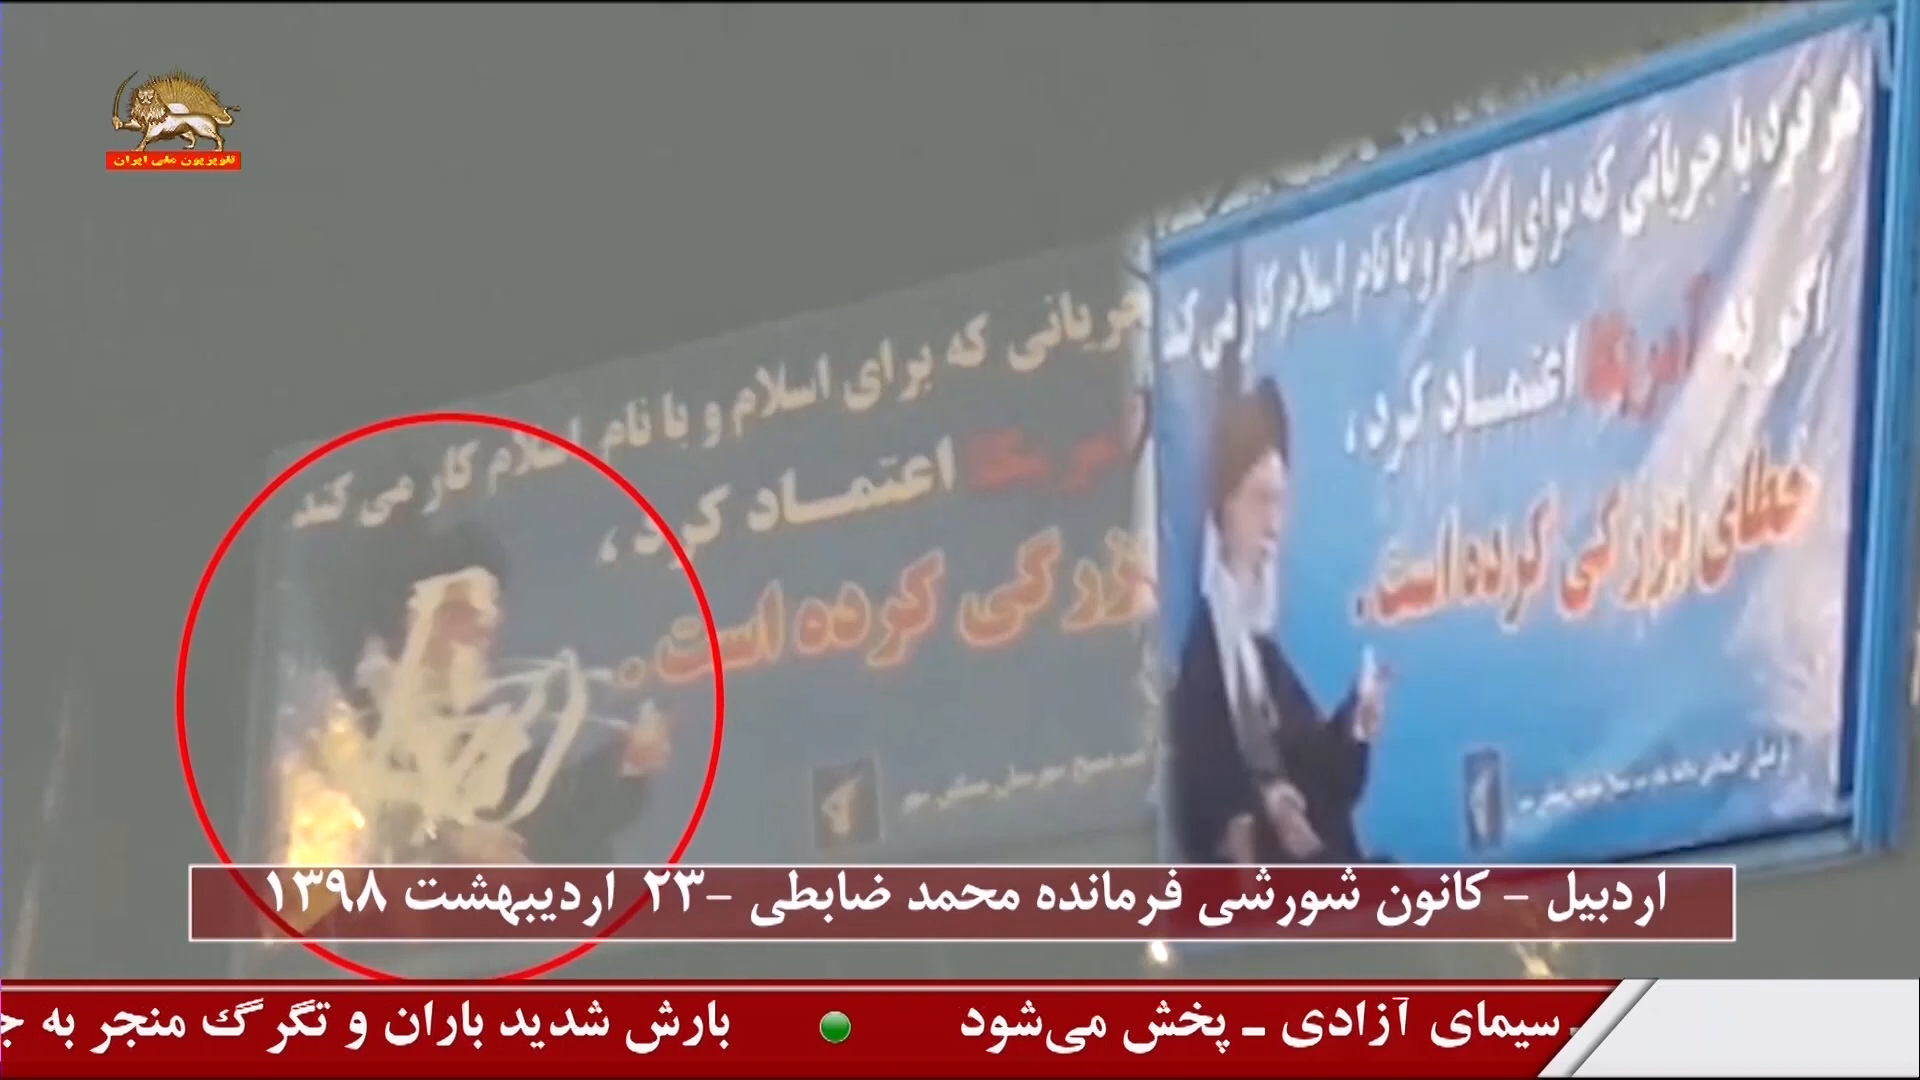 تلویزیون ملی ایران
هر فرد یا جریانی که برای اسلام و با نام اسلام کار می کند
اگر به آمریکا اعتماد کرد،
خطای بزرگی کرده است.
جریانی که برای اسلام و با نام اسلام کار می کند
آمریکا اعتماد کرد،
بزرگی کرده است.
اردبیل – کانون شورشی فرمانده محمد ضابطی –۲۳ اردیبهشت ۱۳۹۸
سیمای آزادی ـ پخش می‌شود
بارش شدید باران و تگرگ منجر به